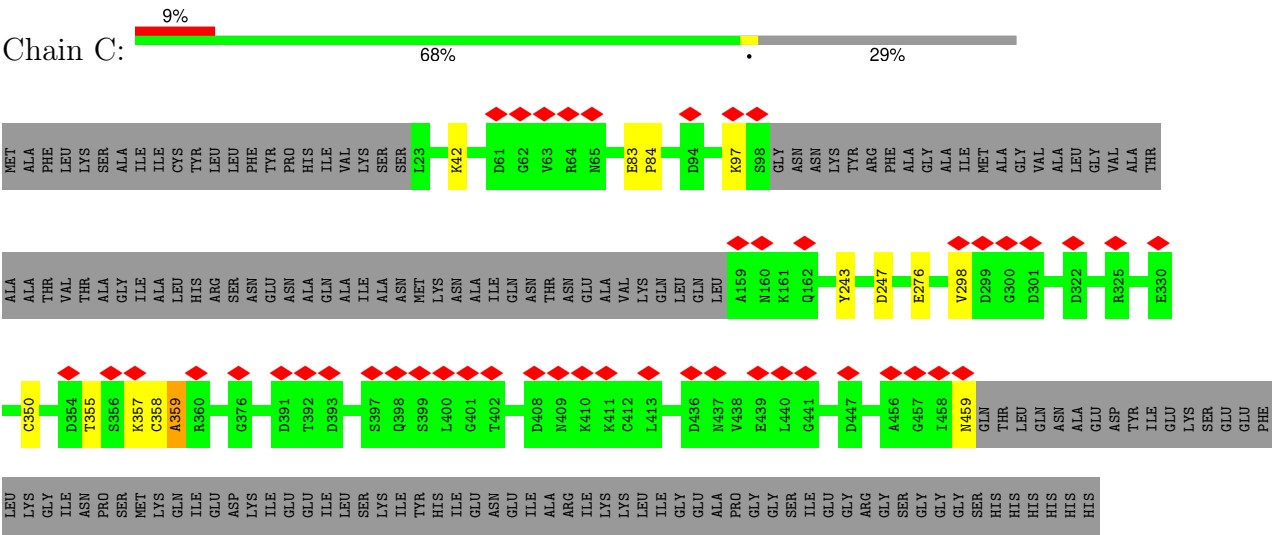 9%
Chain C:
68% • 29%
MET ALA PHE LEU LYS SER ALA ILE ILE CYS TYR LEU LEU PHE TYR PRO HIS ILE VAL LYS SER SER L23 K42 D61 G62 V63 R64 N65 E83 P84 D94 K97 S98 GLY ASN ASN LYS TYR ARG PHE ALA GLY ALA ILE MET ALA GLY VAL ALA LEU GLY VAL ALA THR
ALA ALA THR VAL THR THR ALA GLY ILE ALA LEU HIS ARG SER ASN GLU ASN ALA GLN ALA ILE ALA ASN MET LYS ASN ALA ILE GLN ASN THR ASN GLU ALA VAL LYS GLN LEU GLN LEU A159 N160 K161 Q162 Y243 D247 E276 V298 D299 G300 D301 D322 R325 E330
C350 D354 T355 S356 K357 C358 A359 R360 G376 D391 T392 D393 S397 Q398 S399 L400 G401 T402 D408 N409 K410 K411 C412 L413 D436 N437 V438 E439 L440 G441 D447 A456 G457 I458 N459 GLN THR LEU GLN ASN ALA GLU ASP TYR ILE GLU LYS SER GLU GLU PHE
LEU LYS GLY ILE ASN PRO SER MET LYS GLN ILE GLU ASP LYS ILE GLU GLU ILE LEU SER LYS ILE TYR HIS ILE GLU ASN GLU ILE ALA ARG ILE LYS LYS LEU ILE GLY GLU ALA PRO GLY GLY SER ILE GLU GLY ARG GLY SER GLY GLY GLY SER HIS HIS HIS HIS HIS HIS HIS